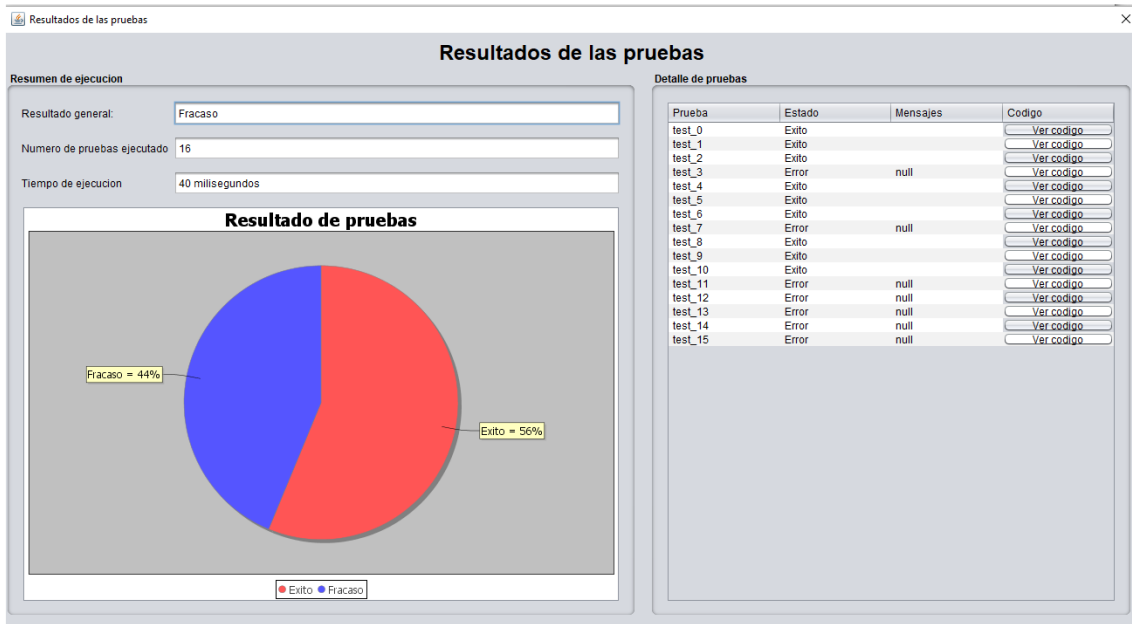 Resultados de las pruebas
Resultados de las pruebas
Resumen de ejecucion
Resultado general: Fracaso
Numero de pruebas ejecutado 16
Tiempo de ejecucion 40 milisegundos
Resultado de pruebas
Fracaso = 44%
Exito = 56%
Exito Fracaso
Detalle de pruebas
Prueba Estado Mensajes Codigo
test_0 Exito Ver codigo
test_1 Exito Ver codigo
test_2 Exito Ver codigo
test_3 Error null Ver codigo
test_4 Exito Ver codigo
test_5 Exito Ver codigo
test_6 Exito Ver codigo
test_7 Error null Ver codigo
test_8 Exito Ver codigo
test_9 Exito Ver codigo
test_10 Exito Ver codigo
test_11 Error null Ver codigo
test_12 Error null Ver codigo
test_13 Error null Ver codigo
test_14 Error null Ver codigo
test_15 Error null Ver codigo